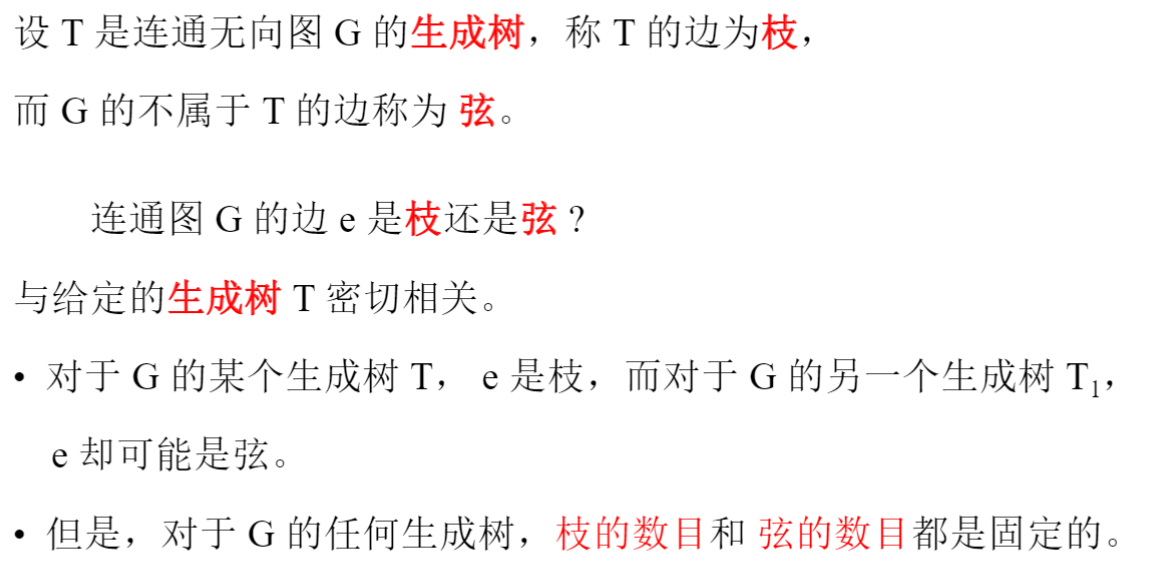 设 T 是连通无向图 G 的生成树，称 T 的边为枝，
而 G 的不属于 T 的边称为 弦。
连通图 G 的边 e 是枝还是弦？
与给定的生成树 T 密切相关。
• 对于 G 的某个生成树 T， e 是枝，而对于 G 的另一个生成树 T₁，
e 却可能是弦。
• 但是，对于 G 的任何生成树，枝的数目和 弦的数目都是固定的。